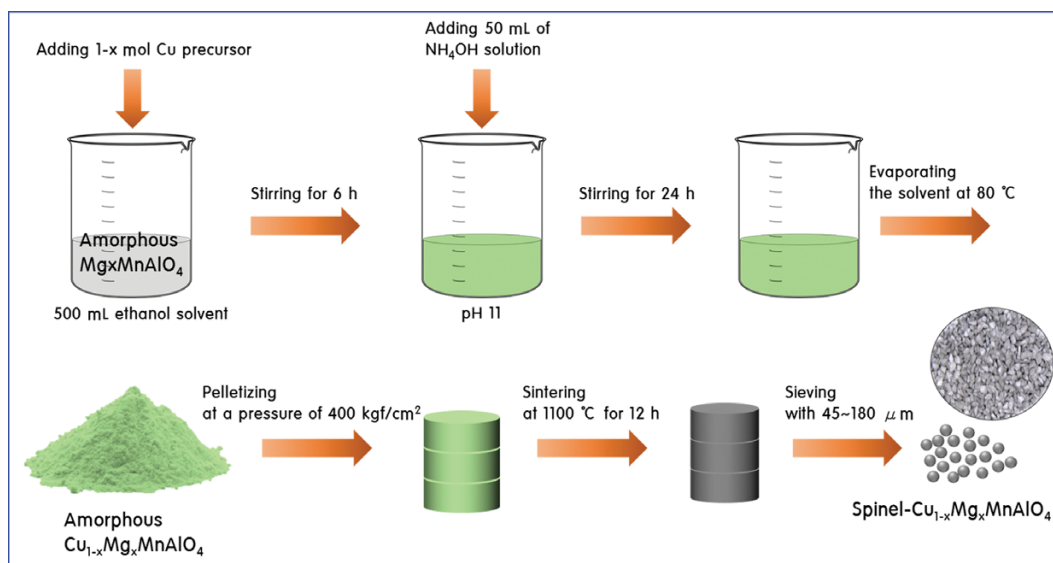 Adding 1-x mol Cu precursor
Adding 50 mL of
NH₄OH solution
Stirring for 6 h
Stirring for 24 h
Evaporating
the solvent at 80 ℃
Amorphous
MgxMnAlO₄
500 mL ethanol solvent
pH 11
Pelletizing
at a pressure of 400 kgf/cm²
Sintering
at 1100 ℃ for 12 h
Sieving
with 45~180 μm
Amorphous
Cu₁₋ₓMgₓMnAlO₄
Spinel-Cu₁₋ₓMgₓMnAlO₄